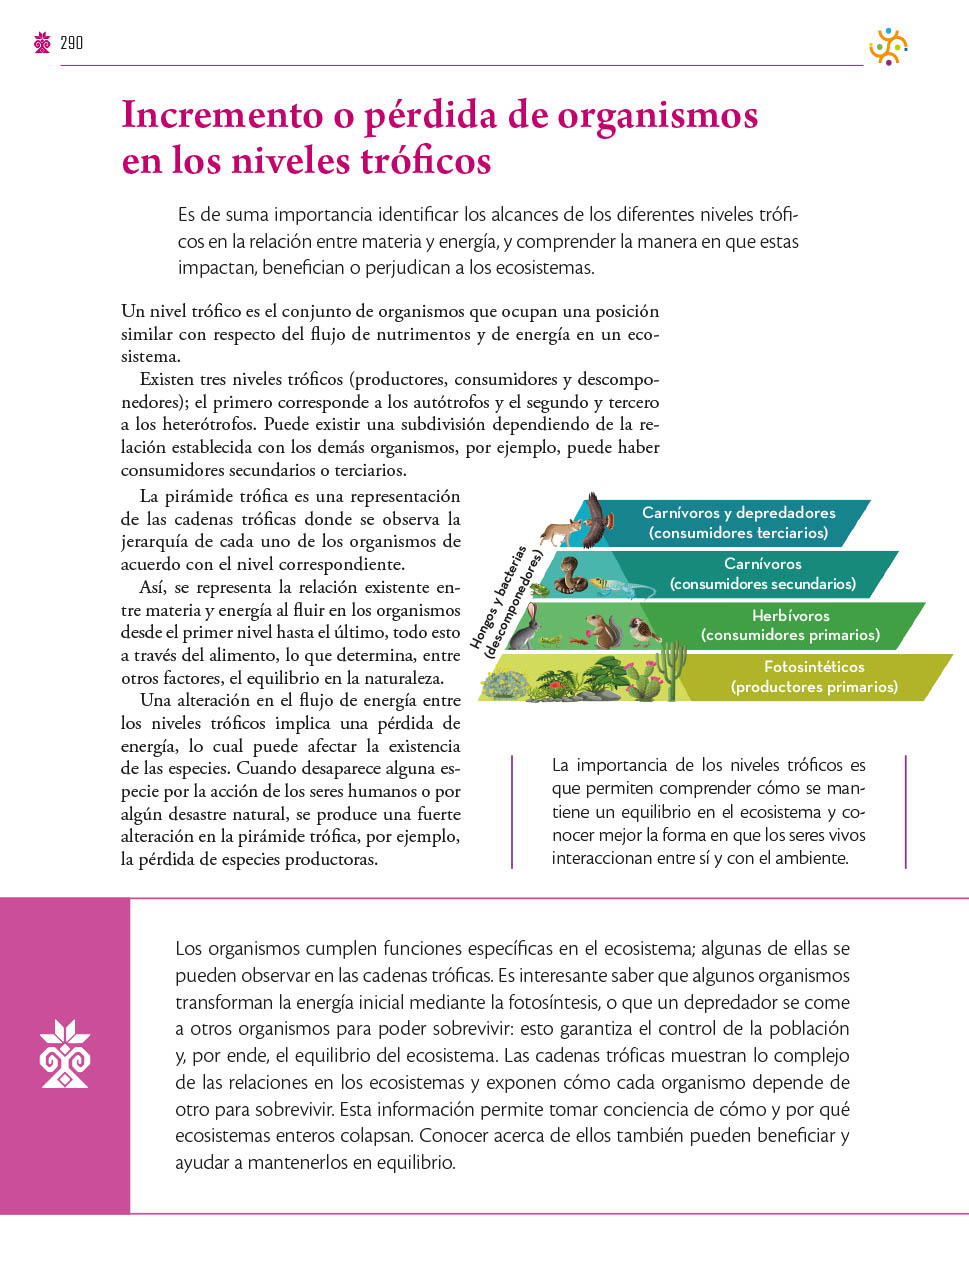 290
Incremento o pérdida de organismos
en los niveles tróficos
Es de suma importancia identificar los alcances de los diferentes niveles trófi-
cos en la relación entre materia y energía, y comprender la manera en que estas
impactan, benefician o perjudican a los ecosistemas.
Un nivel trófico es el conjunto de organismos que ocupan una posición
similar con respecto del flujo de nutrimentos y de energía en un eco-
sistema.
Existen tres niveles tróficos (productores, consumidores y descompo-
nedores); el primero corresponde a los autótrofos y el segundo y tercero
a los heterótrofos. Puede existir una subdivisión dependiendo de la re-
lación establecida con los demás organismos, por ejemplo, puede haber
consumidores secundarios o terciarios.
La pirámide trófica es una representación
de las cadenas tróficas donde se observa la
jerarquía de cada uno de los organismos de
acuerdo con el nivel correspondiente.
Así, se representa la relación existente en-
tre materia y energía al fluir en los organismos
desde el primer nivel hasta el último, todo esto
a través del alimento, lo que determina, entre
otros factores, el equilibrio en la naturaleza.
Una alteración en el flujo de energía entre
los niveles tróficos implica una pérdida de
energía, lo cual puede afectar la existencia
de las especies. Cuando desaparece alguna es-
pecie por la acción de los seres humanos o por
algún desastre natural, se produce una fuerte
alteración en la pirámide trófica, por ejemplo,
la pérdida de especies productoras.
Hongos y bacterias
(descomponedores)
Carnívoros y depredadores
(consumidores terciarios)
Carnívoros
(consumidores secundarios)
Herbívoros
(consumidores primarios)
Fotosintéticos
(productores primarios)
La importancia de los niveles tróficos es
que permiten comprender cómo se man-
tiene un equilibrio en el ecosistema y co-
nocer mejor la forma en que los seres vivos
interaccionan entre sí y con el ambiente.
Los organismos cumplen funciones específicas en el ecosistema; algunas de ellas se
pueden observar en las cadenas tróficas. Es interesante saber que algunos organismos
transforman la energía inicial mediante la fotosíntesis, o que un depredador se come
a otros organismos para poder sobrevivir: esto garantiza el control de la población
y, por ende, el equilibrio del ecosistema. Las cadenas tróficas muestran lo complejo
de las relaciones en los ecosistemas y exponen cómo cada organismo depende de
otro para sobrevivir. Esta información permite tomar conciencia de cómo y por qué
ecosistemas enteros colapsan. Conocer acerca de ellos también pueden beneficiar y
ayudar a mantenerlos en equilibrio.